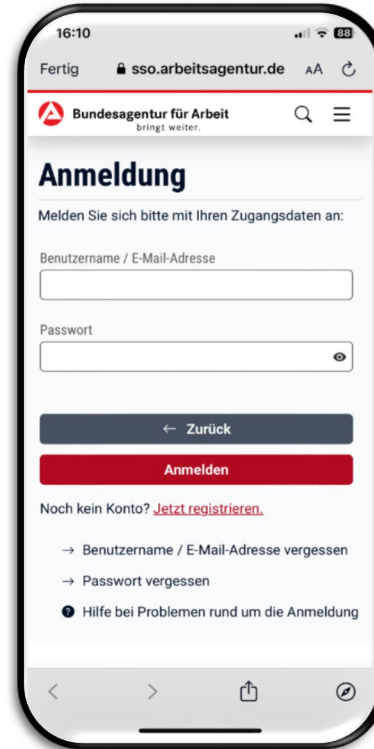 16:10
88
Fertig sso.arbeitsagentur.de AA
Bundesagentur für Arbeit
bringt weiter.
Anmeldung
Melden Sie sich bitte mit Ihren Zugangsdaten an:
Benutzername / E-Mail-Adresse
Passwort
← Zurück
Anmelden
Noch kein Konto? Jetzt registrieren.
→ Benutzername / E-Mail-Adresse vergessen
→ Passwort vergessen
? Hilfe bei Problemen rund um die Anmeldung